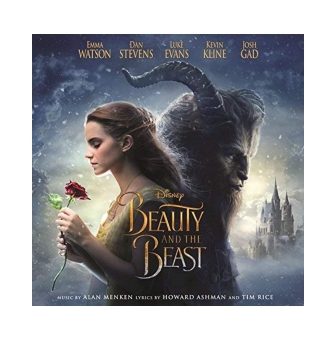 EMMA WATSON
DAN STEVENS
LUKE EVANS
KEVIN KLINE
JOSH GAD
Disney
BEAUTY
AND THE
BEAST
MUSIC BY ALAN MENKEN LYRICS BY HOWARD ASHMAN AND TIM RICE